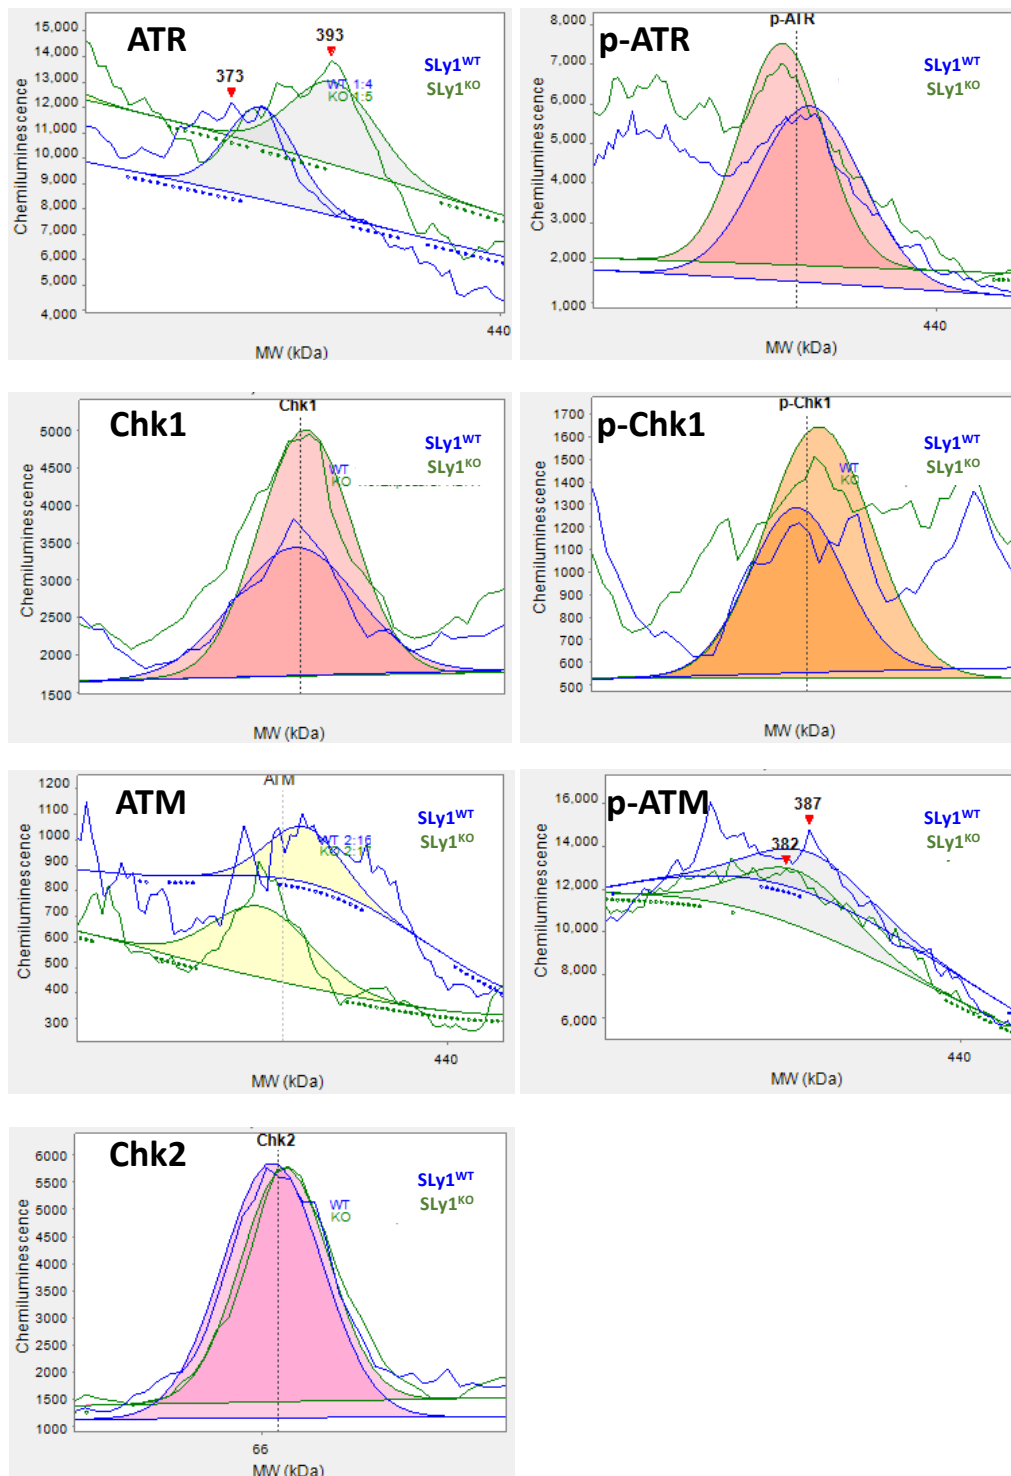 ATR
393
373
SLy1WT
SLy1KO
WT 1:4
KO 1:5
15,000
14,000
13,000
12,000
11,000
10,000
9,000
8,000
7,000
6,000
5,000
4,000
Chemiluminescence
440
MW (kDa)
p-ATR
p-ATR
SLy1WT
SLy1KO
8,000
7,000
6,000
5,000
4,000
3,000
2,000
1,000
Chemiluminescence
440
MW (kDa)
Chk1
Chk1
SLy1WT
SLy1KO
WT
KO
5000
4500
4000
3500
3000
2500
2000
1500
Chemiluminescence
MW (kDa)
p-Chk1
p-Chk1
SLy1WT
SLy1KO
WT
KO
1700
1600
1500
1400
1300
1200
1100
1000
900
800
700
600
500
Chemiluminescence
MW (kDa)
ATM
ATM
SLy1WT
SLy1KO
1200
1100
1000
900
800
700
600
500
400
300
Chemiluminescence
440
MW (kDa)
p-ATM
387
382
SLy1WT
SLy1KO
16,000
14,000
12,000
10,000
8,000
6,000
Chemiluminescence
440
MW (kDa)
Chk2
Chk2
SLy1WT
SLy1KO
WT
KO
6000
5500
5000
4500
4000
3500
3000
2500
2000
1500
1000
Chemiluminescence
66
MW (kDa)